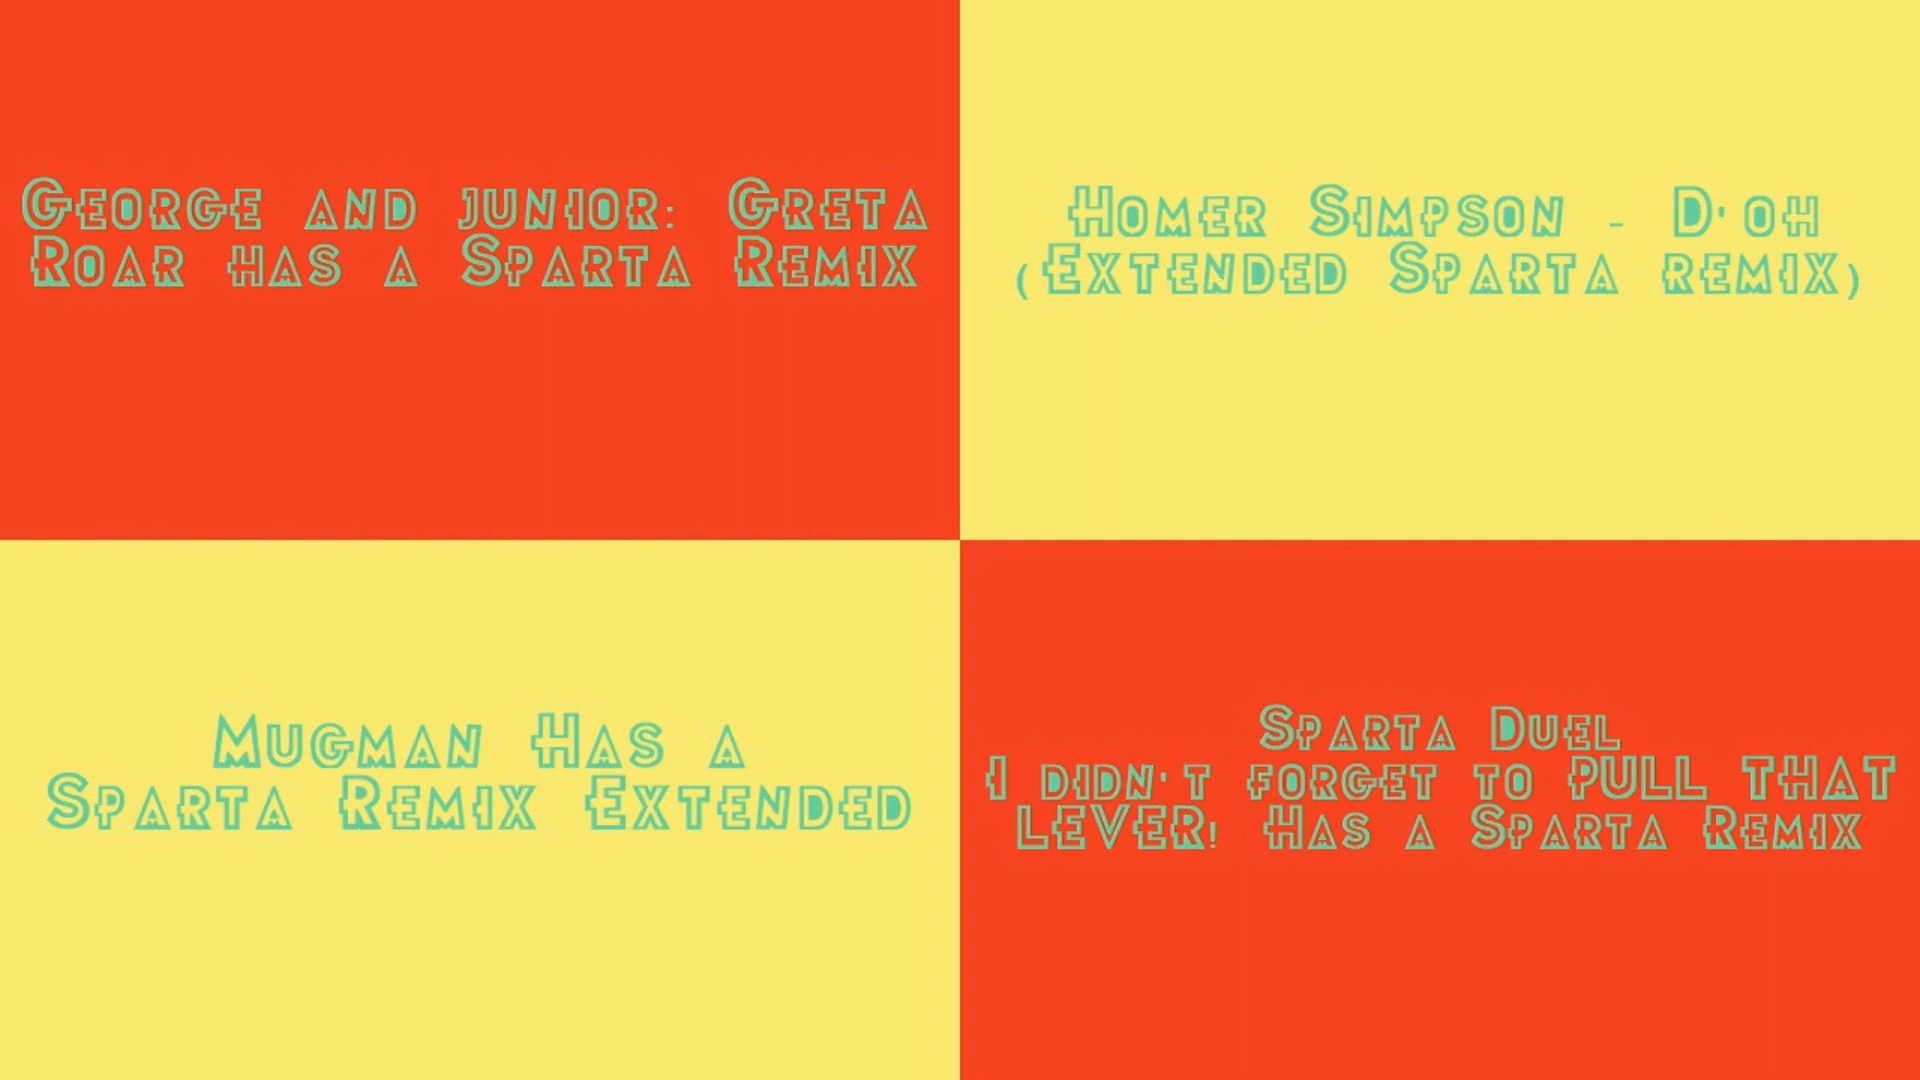 George and junior: Greta
Roar has a Sparta Remix
Homer Simpson - D'oh
(Extended Sparta remix)
Mugman Has a
Sparta Remix Extended
Sparta Duel
I didn't forget to PULL THAT
LEVER! Has a Sparta Remix